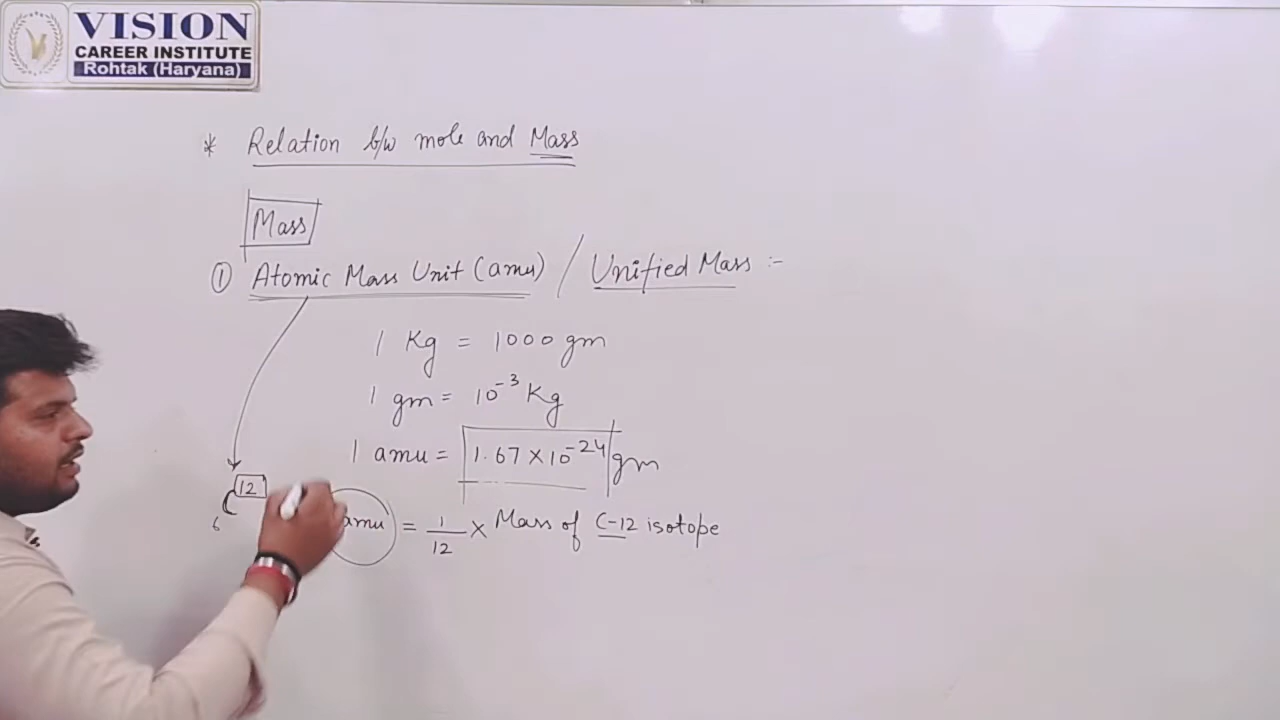 VISION
CAREER INSTITUTE
Rohtak (Haryana)
* Relation b/w mole and Mass
Mass
① Atomic Mass Unit (amu) / Unified Mass :-
1 Kg = 1000 gm
1 gm = 10⁻³ Kg
1 amu = 1.67 × 10⁻²⁴ gm
₆C¹²
amu = 1/12 × Mass of C-12 isotope